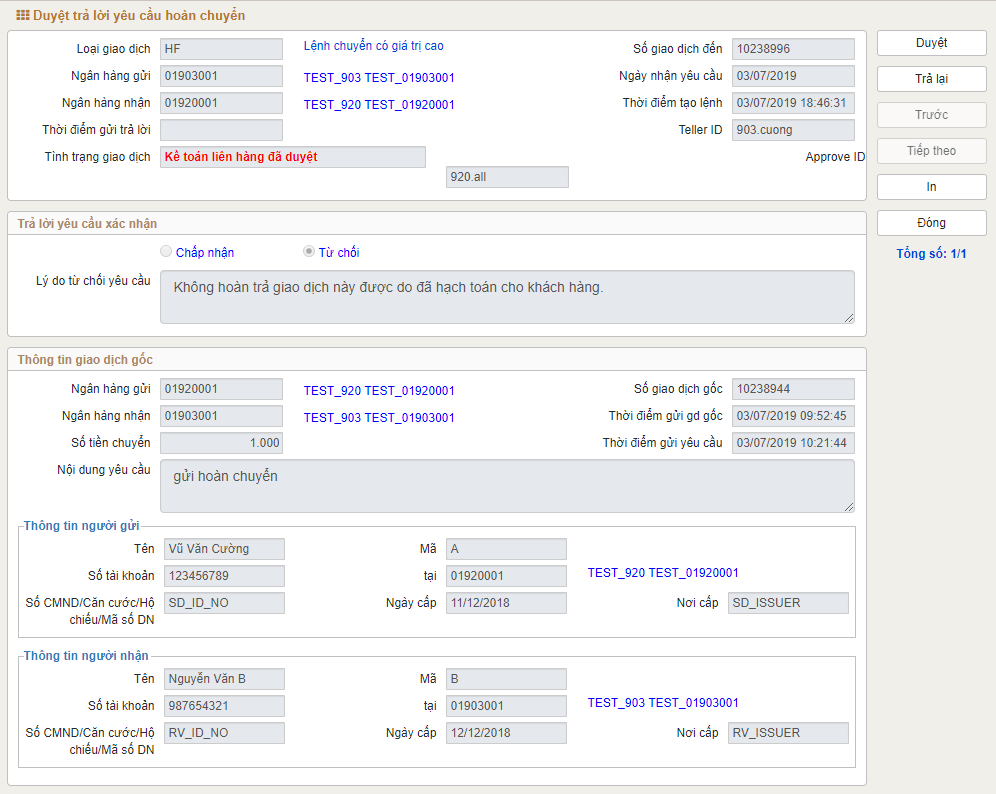 Duyệt trả lời yêu cầu hoàn chuyển
Loại giao dịch HF Lệnh chuyển có giá trị cao Số giao dịch đến 10238996
Ngân hàng gửi 01903001 TEST_903 TEST_01903001 Ngày nhận yêu cầu 03/07/2019
Ngân hàng nhận 01920001 TEST_920 TEST_01920001 Thời điểm tạo lệnh 03/07/2019 18:46:31
Thời điểm gửi trả lời Teller ID 903.cuong
Tình trạng giao dịch Kế toán liên hàng đã duyệt Approve ID
920.all
Duyệt
Trả lại
Trước
Tiếp theo
In
Đóng
Tổng số: 1/1
Trả lời yêu cầu xác nhận
Chấp nhận Từ chối
Lý do từ chối yêu cầu Không hoàn trả giao dịch này được do đã hạch toán cho khách hàng.
Thông tin giao dịch gốc
Ngân hàng gửi 01920001 TEST_920 TEST_01920001 Số giao dịch gốc 10238944
Ngân hàng nhận 01903001 TEST_903 TEST_01903001 Thời điểm gửi gd gốc 03/07/2019 09:52:45
Số tiền chuyển 1.000 Thời điểm gửi yêu cầu 03/07/2019 10:21:44
Nội dung yêu cầu gửi hoàn chuyển
Thông tin người gửi
Tên Vũ Văn Cường Mã A
Số tài khoản 123456789 tại 01920001 TEST_920 TEST_01920001
Số CMND/Căn cước/Hộ chiếu/Mã số DN SD_ID_NO Ngày cấp 11/12/2018 Nơi cấp SD_ISSUER
Thông tin người nhận
Tên Nguyễn Văn B Mã B
Số tài khoản 987654321 tại 01903001 TEST_903 TEST_01903001
Số CMND/Căn cước/Hộ chiếu/Mã số DN RV_ID_NO Ngày cấp 12/12/2018 Nơi cấp RV_ISSUER